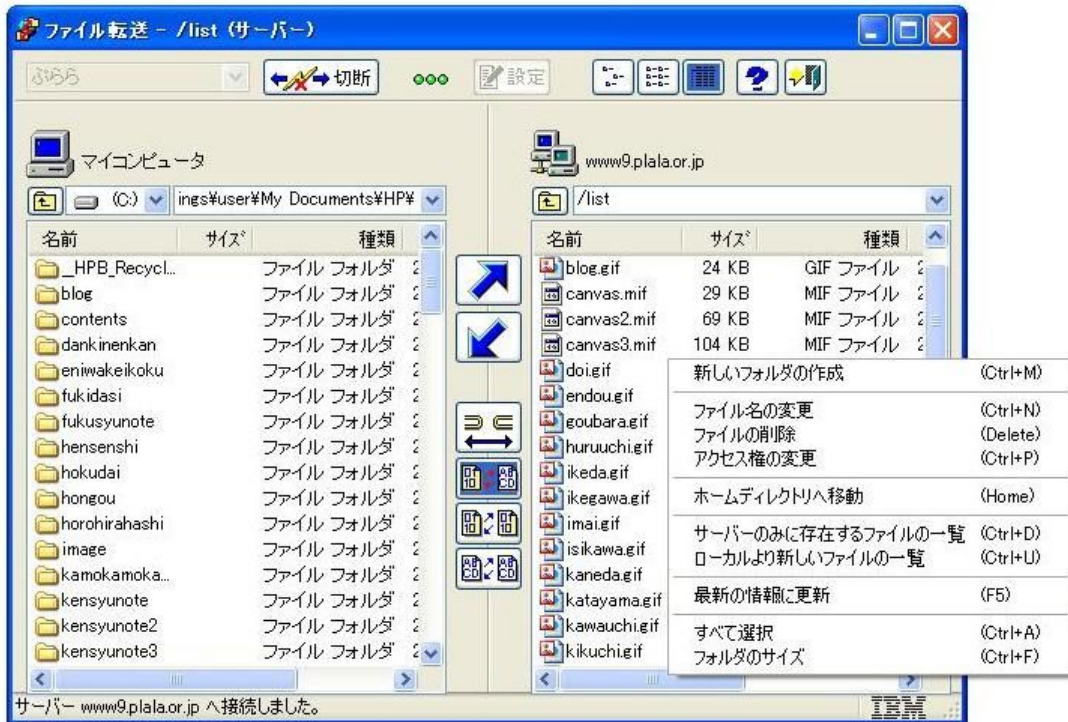 ファイル転送 - /list (サーバー)
ぷらら 切断 設定
マイコンピュータ
(C:) ings¥user¥My Documents¥HP¥
名前 サイズ 種類
_HPB_Recycl... ファイル フォルダ 2
blog ファイル フォルダ 2
contents ファイル フォルダ 2
dankinenkan ファイル フォルダ 2
eniwakeikoku ファイル フォルダ 2
fukidasi ファイル フォルダ 2
fukusyunote ファイル フォルダ 2
hensenshi ファイル フォルダ 2
hokudai ファイル フォルダ 2
hongou ファイル フォルダ 2
horohirahashi ファイル フォルダ 2
image ファイル フォルダ 2
kamokamoka... ファイル フォルダ 2
kensyunote ファイル フォルダ 2
kensyunote2 ファイル フォルダ 2
kensyunote3 ファイル フォルダ 2
www9.plala.or.jp
/list
名前 サイズ 種類
blog.gif 24 KB GIF ファイル 2
canvas.mif 29 KB MIF ファイル 2
canvas2.mif 69 KB MIF ファイル 2
canvas3.mif 104 KB MIF ファイル 2
doi.gif
endou.gif
goubara.gif
huruuchi.gif
ikeda.gif
ikegawa.gif
imai.gif
isikawa.gif
kaneda.gif
katayama.gif
kawauchi.gif
kikuchi.gif
新しいフォルダの作成 (Ctrl+M)
ファイル名の変更 (Ctrl+N)
ファイルの削除 (Delete)
アクセス権の変更 (Ctrl+P)
ホームディレクトリへ移動 (Home)
サーバーのみに存在するファイルの一覧 (Ctrl+D)
ローカルより新しいファイルの一覧 (Ctrl+U)
最新の情報に更新 (F5)
すべて選択 (Ctrl+A)
フォルダのサイズ (Ctrl+F)
サーバー www9.plala.or.jp へ接続しました。
IBM